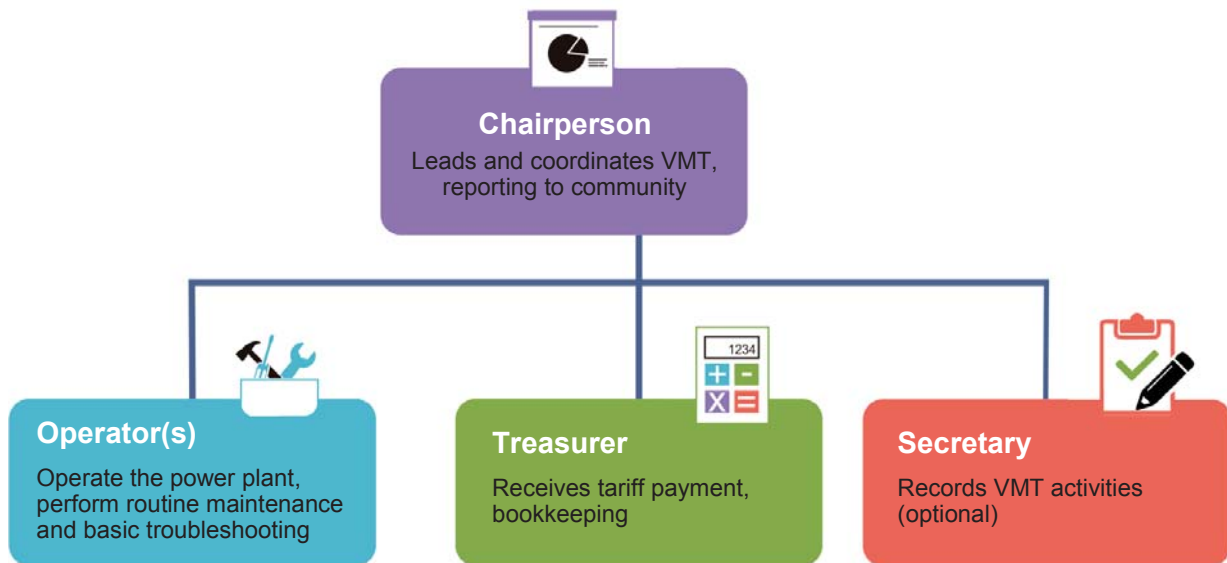 Chairperson
Leads and coordinates VMT,
reporting to community
1234
+ -
X =
Operator(s)
Operate the power plant,
perform routine maintenance
and basic troubleshooting
Treasurer
Receives tariff payment,
bookkeeping
Secretary
Records VMT activities
(optional)